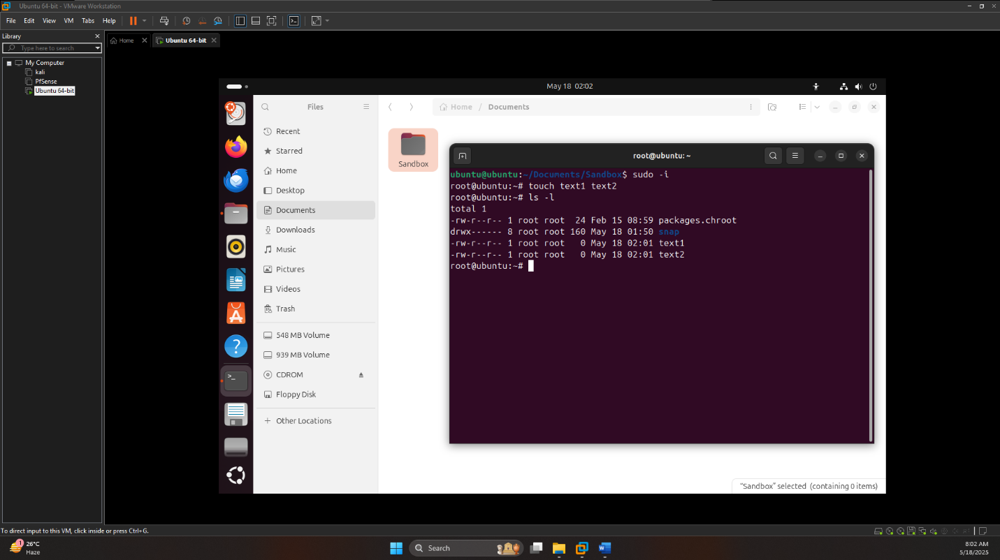 Ubuntu 64-bit - VMware Workstation
File Edit View VM Tabs Help
Library
Type here to search
My Computer
kali
PfSense
Ubuntu 64-bit
Home
Ubuntu 64-bit
May 18 02:02
Files
Home / Documents
Recent
Starred
Home
Desktop
Documents
Downloads
Music
Pictures
Videos
Trash
548 MB Volume
939 MB Volume
CDROM
Floppy Disk
+ Other Locations
Sandbox
root@ubuntu: ~
ubuntu@ubuntu:~/Documents/Sandbox$ sudo -i
root@ubuntu:~# touch text1 text2
root@ubuntu:~# ls -l
total 1
-rw-r--r-- 1 root root  24 Feb 15 08:59 packages.chroot
drwx------ 8 root root 160 May 18 01:50 snap
-rw-r--r-- 1 root root   0 May 18 02:01 text1
-rw-r--r-- 1 root root   0 May 18 02:01 text2
root@ubuntu:~#
“Sandbox” selected (containing 0 items)
To direct input to this VM, click inside or press Ctrl+G.
1
26°C
Haze
Search
8:02 AM
5/18/2025